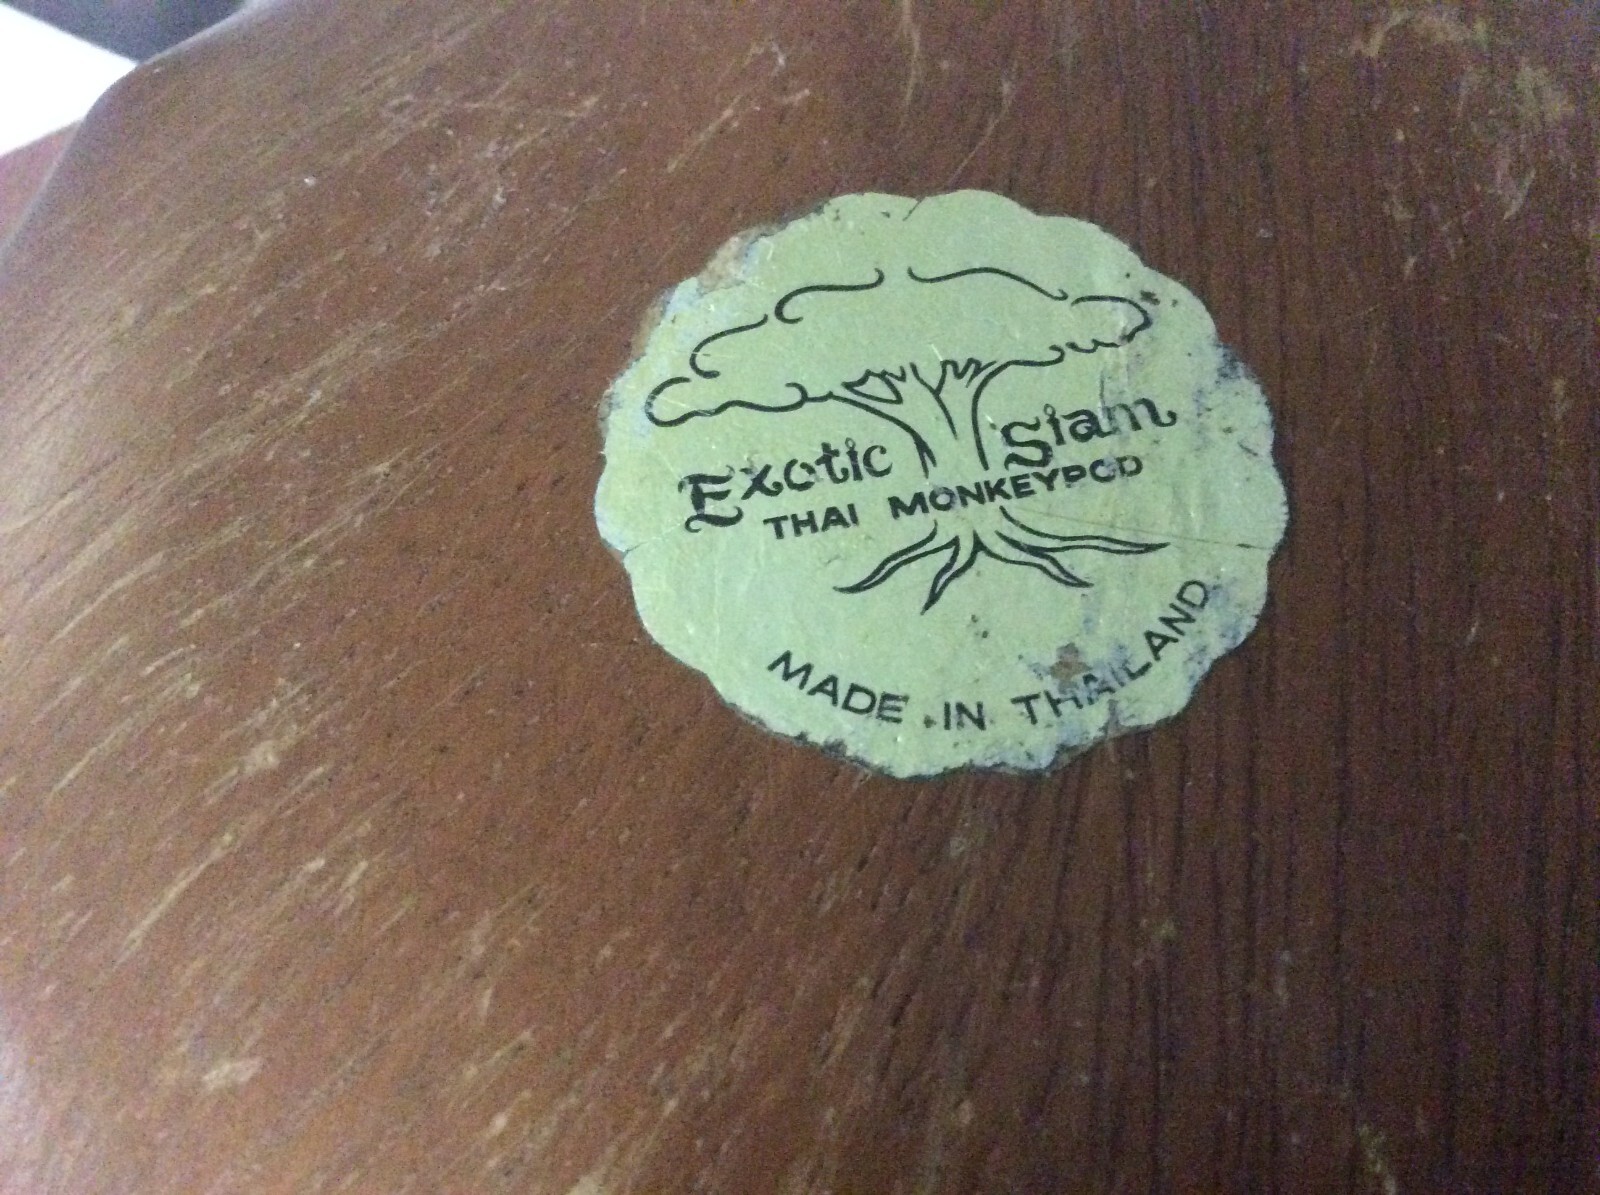 Exotic Siam
THAI MONKEYPOD
MADE IN THAILAND